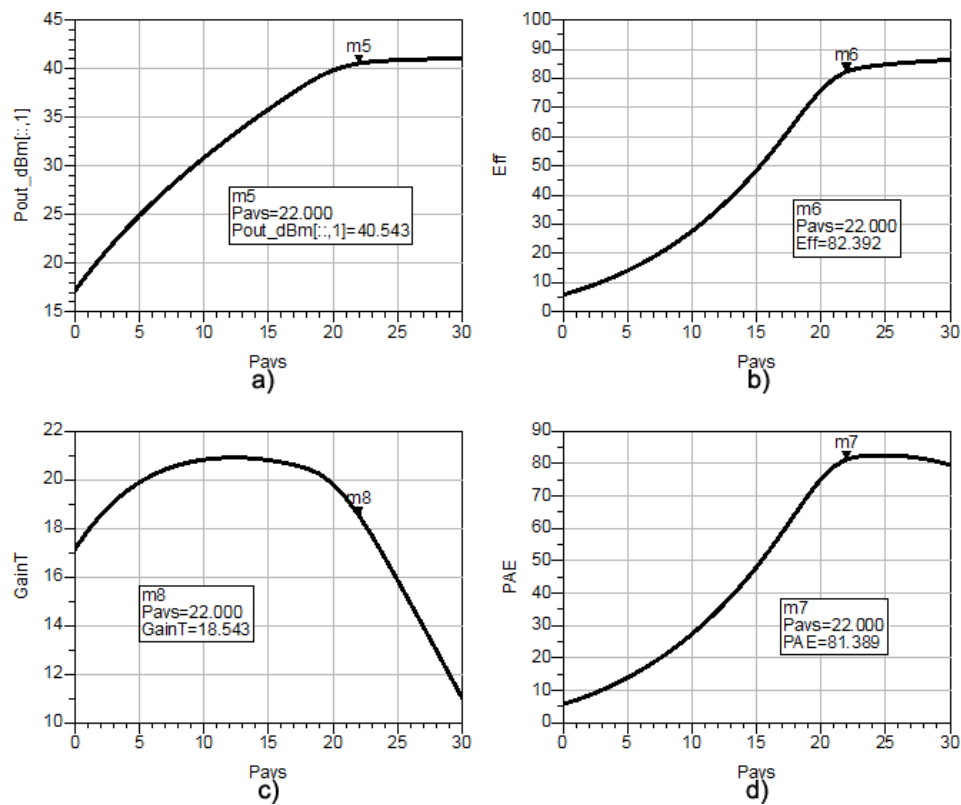 45
40
35
30
25
20
15
Pout_dBm[::,1]
m5
m5
Pavs=22.000
Pout_dBm[::,1]=40.543
0 5 10 15 20 25 30
Pavs
a)
100
90
80
70
60
50
40
30
20
10
0
Eff
m6
m6
Pavs=22.000
Eff=82.392
0 5 10 15 20 25 30
Pavs
b)
22
20
18
16
14
12
10
GainT
m8
m8
Pavs=22.000
GainT=18.543
0 5 10 15 20 25 30
Pavs
c)
90
80
70
60
50
40
30
20
10
0
PAE
m7
m7
Pavs=22.000
PAE=81.389
0 5 10 15 20 25 30
Pavs
d)